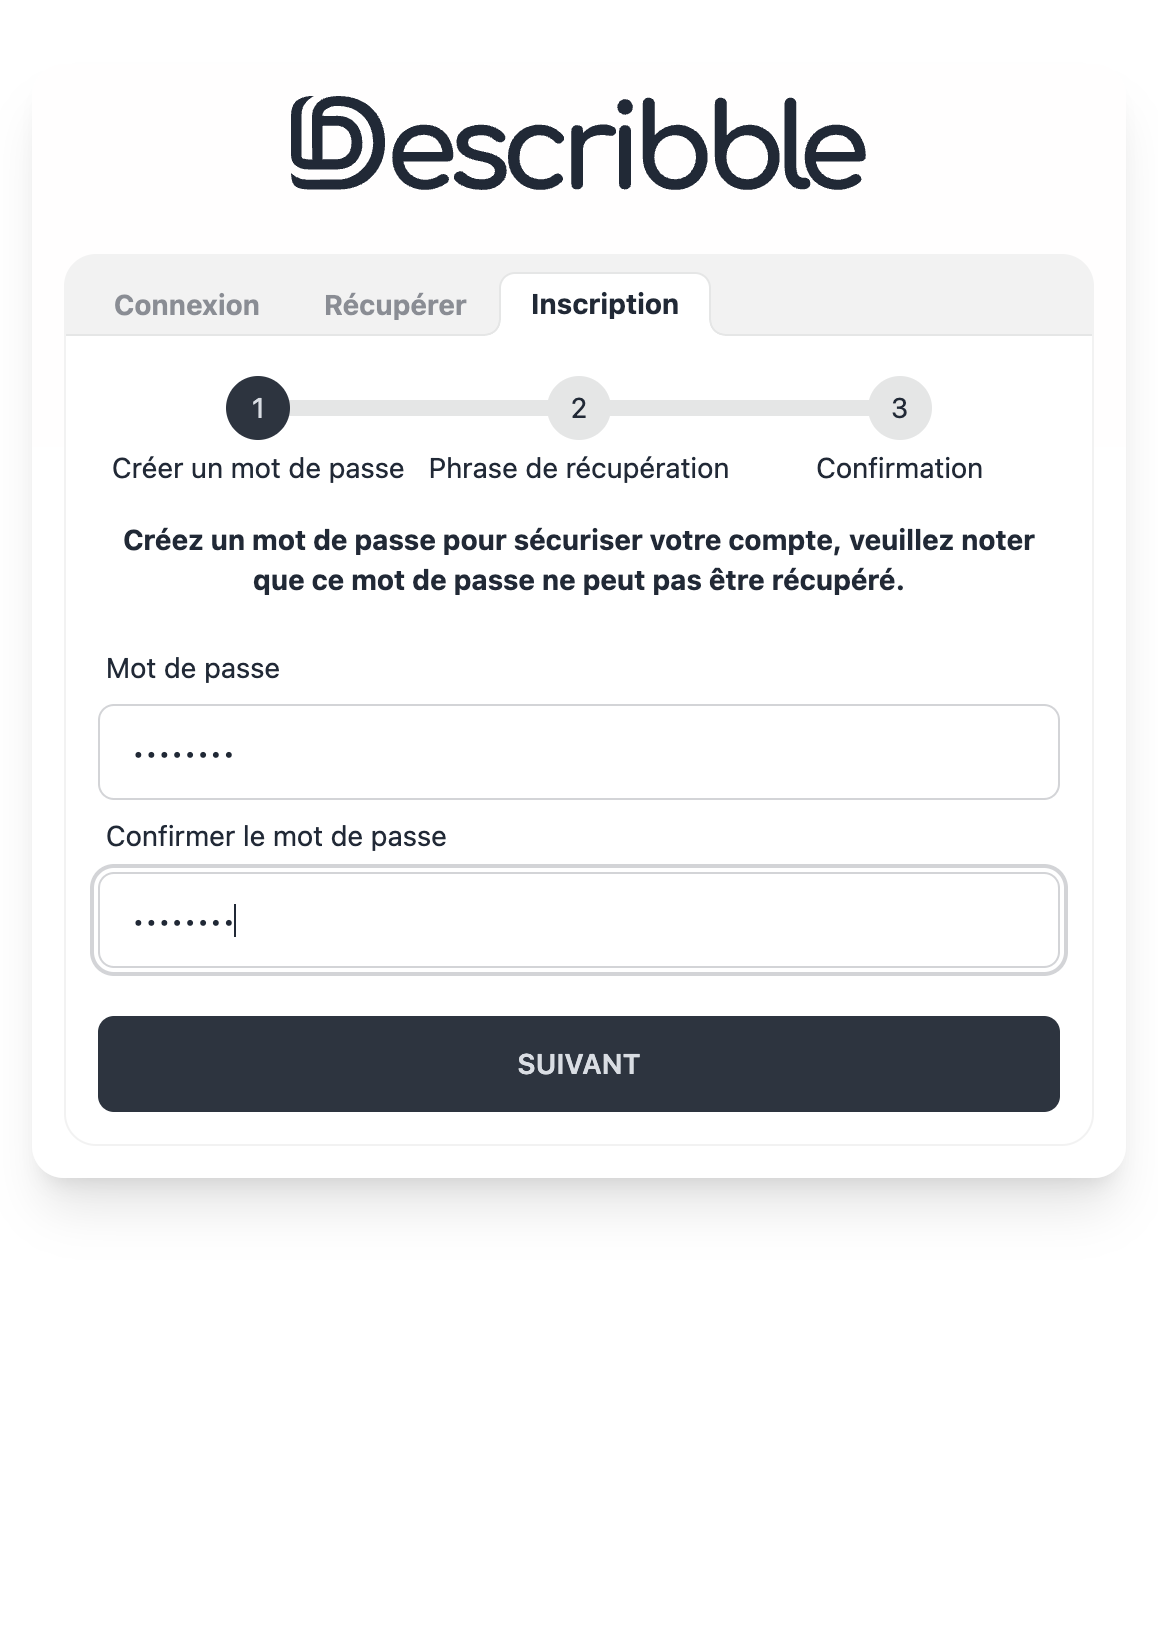 Describble
Connexion Récupérer Inscription
1 2 3
Créer un mot de passe Phrase de récupération Confirmation
Créez un mot de passe pour sécuriser votre compte, veuillez noter
que ce mot de passe ne peut pas être récupéré.
Mot de passe
••••••••
Confirmer le mot de passe
••••••••
SUIVANT